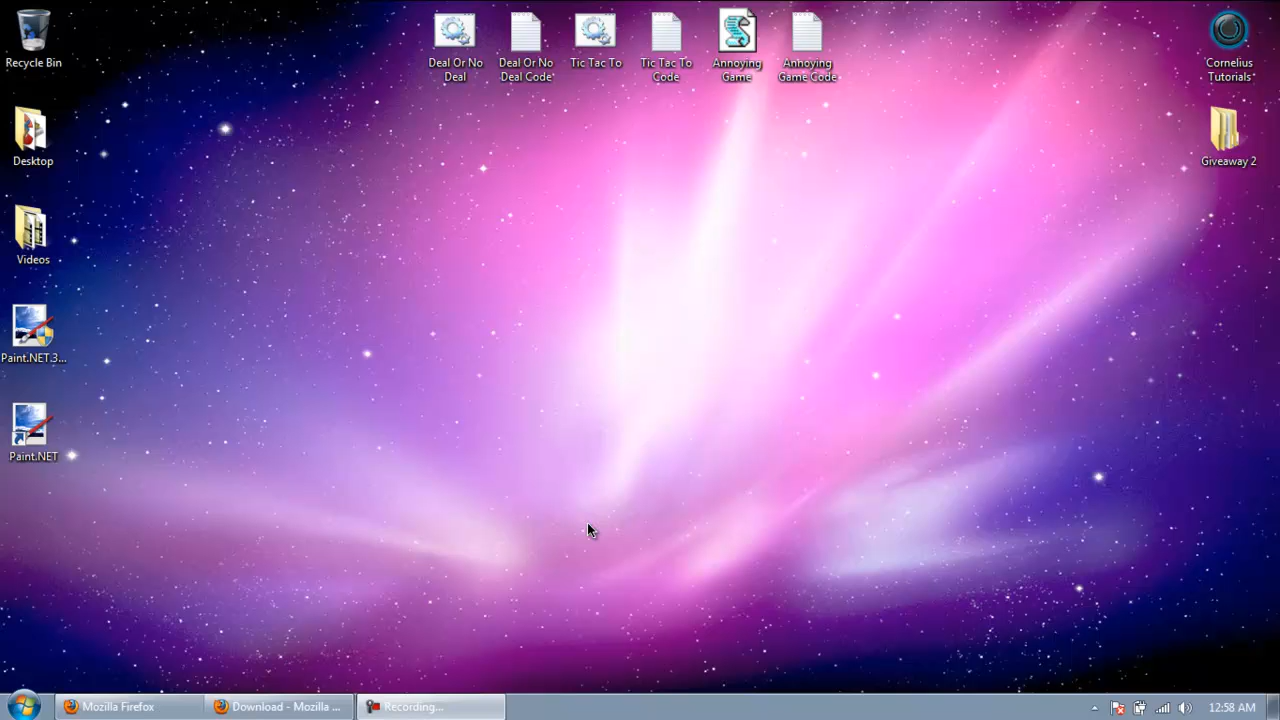 Recycle Bin
Desktop
Videos
Paint.NET.3...
Paint.NET
Deal Or No
Deal
Deal Or No
Deal Code
Tic Tac To
Tic Tac To
Code
Annoying
Game
Annoying
Game Code
'Cornelius
Tutorials'
Giveaway 2
Mozilla Firefox
Download - Mozilla ...
Recording...
12:58 AM